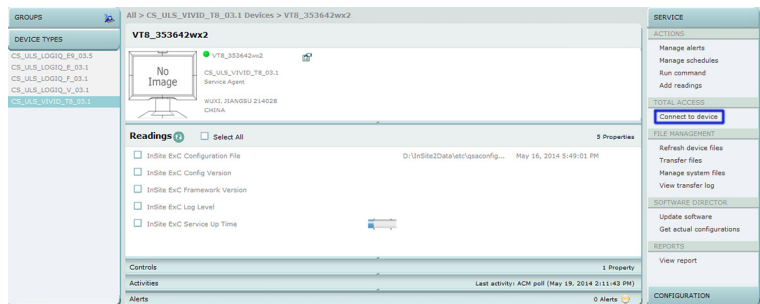 GROUPS
DEVICE TYPES
CS_ULS_LOGIQ_E9_03.5
CS_ULS_LOGIQ_E_03.1
CS_ULS_LOGIQ_F_03.1
CS_ULS_LOGIQ_V_03.1
CS_ULS_VIVID_T8_03.1
All > CS_ULS_VIVID_T8_03.1 Devices > VT8_353642wx2
VT8_353642wx2
No
Image
VT8_353642wx2
CS_ULS_VIVID_T8_03.1
Service Agent
WUXI, JIANGSU 214028
CHINA
Readings Select All 5 Properties
InSite ExC Configuration File D:\InSite2Data\etc\qsaconfig... May 16, 2014 5:49:01 PM
InSite ExC Config Version
InSite ExC Framework Version
InSite ExC Log Level
InSite ExC Service Up Time
Controls 1 Property
Activities Last activity: ACM poll (May 19, 2014 2:11:43 PM)
Alerts 0 Alerts
SERVICE
ACTIONS
Manage alerts
Manage schedules
Run command
Add readings
TOTAL ACCESS
Connect to device
FILE MANAGEMENT
Refresh device files
Transfer files
Manage system files
View transfer log
SOFTWARE DIRECTOR
Update software
Get actual configurations
REPORTS
View report
CONFIGURATION